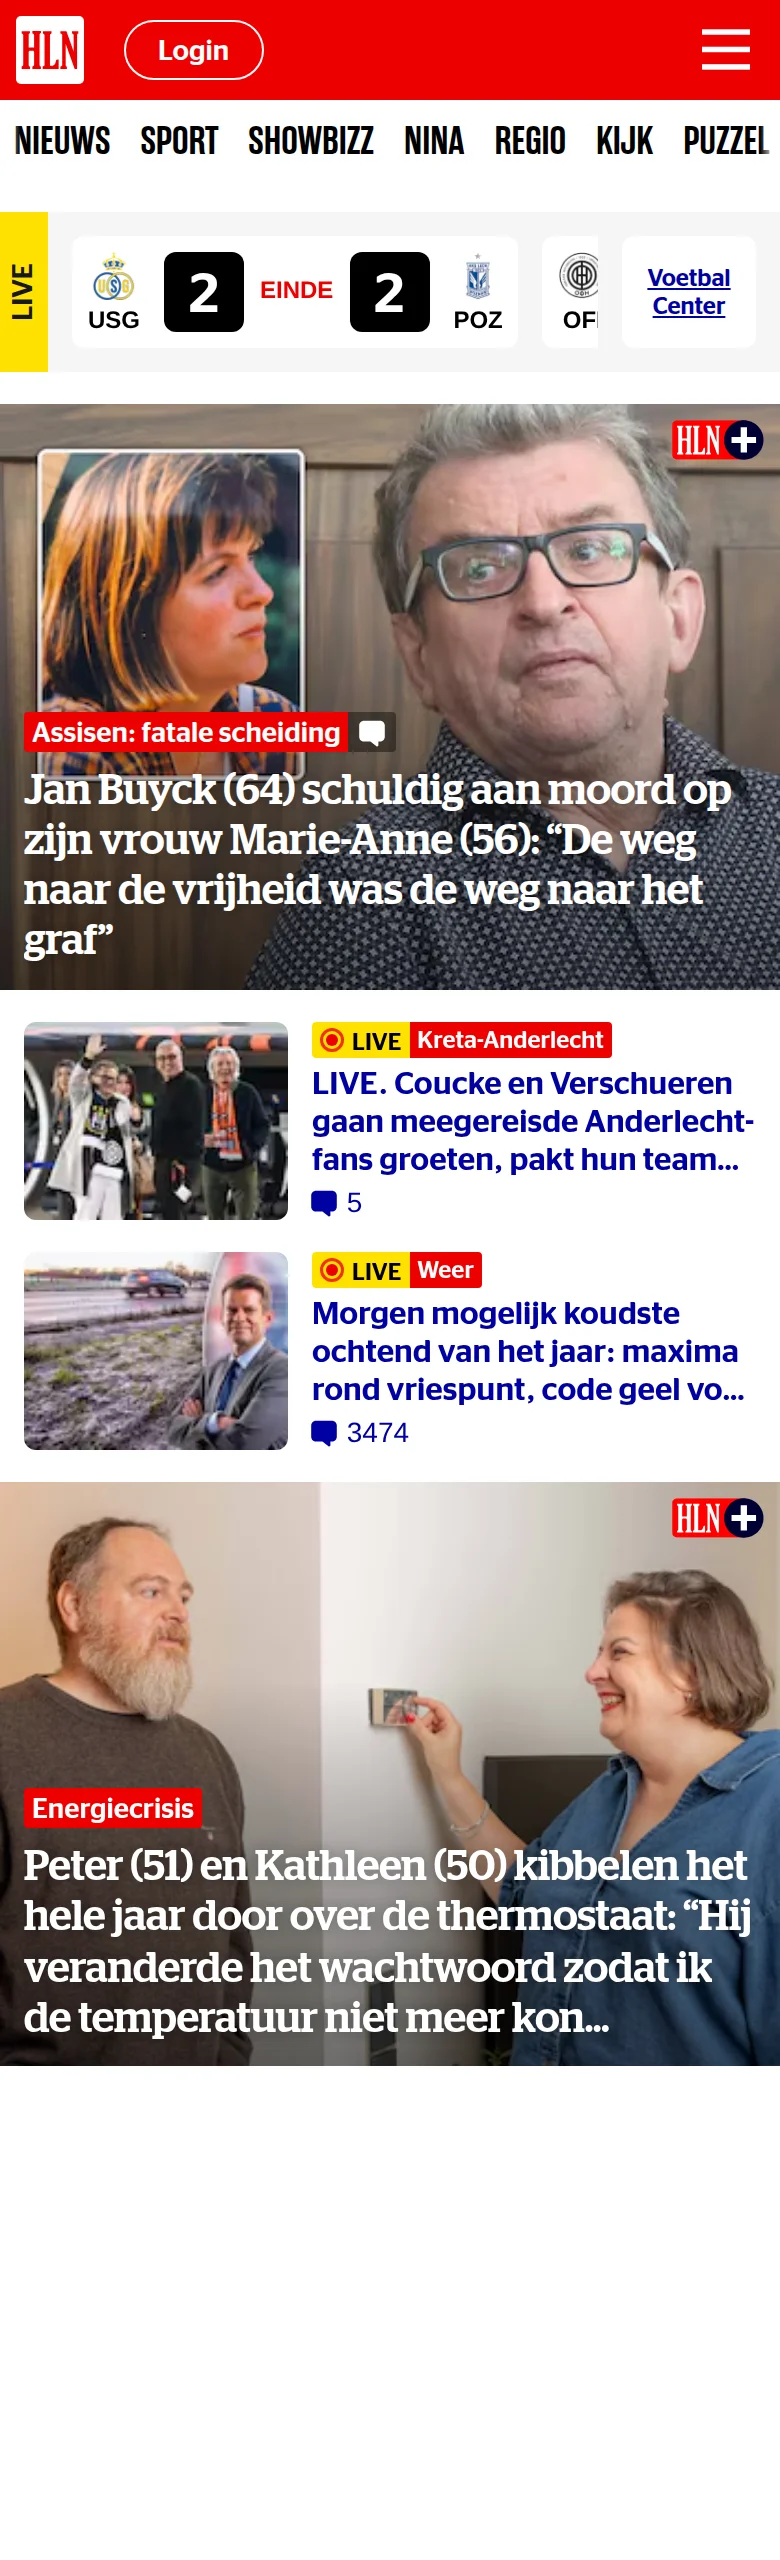 HLN
Login
NIEUWS SPORT SHOWBIZZ NINA REGIO KIJK PUZZEL
LIVE
USG
2
EINDE
2
POZ
OFI
Voetbal
Center
HLN+
Assisen: fatale scheiding
Jan Buyck (64) schuldig aan moord op
zijn vrouw Marie-Anne (56): “De weg
naar de vrijheid was de weg naar het
graf”
LIVE Kreta-Anderlecht
LIVE. Coucke en Verschueren
gaan meegereisde Anderlecht-
fans groeten, pakt hun team...
5
LIVE Weer
Morgen mogelijk koudste
ochtend van het jaar: maxima
rond vriespunt, code geel vo...
3474
HLN+
Energiecrisis
Peter (51) en Kathleen (50) kibbelen het
hele jaar door over de thermostaat: “Hij
veranderde het wachtwoord zodat ik
de temperatuur niet meer kon...